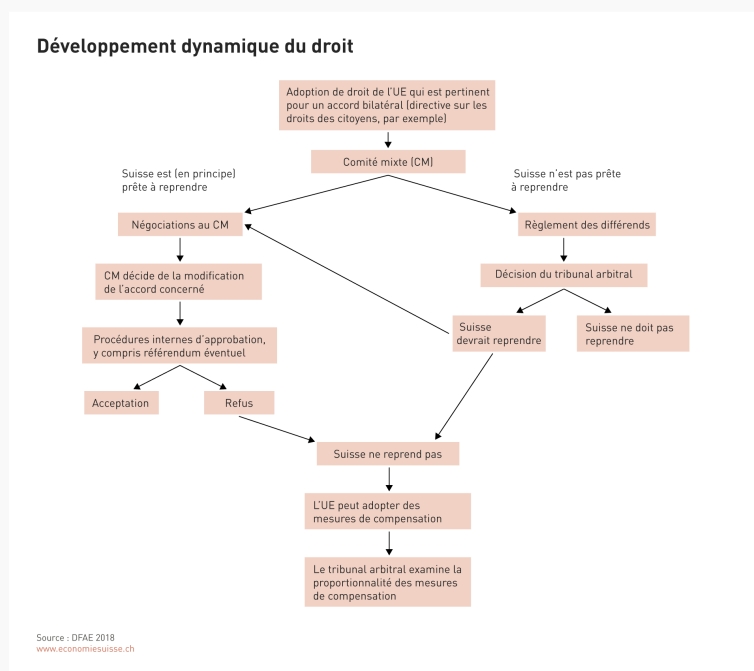 Développement dynamique du droit
Adoption de droit de l'UE qui est pertinent
pour un accord bilatéral (directive sur les
droits des citoyens, par exemple)
Comité mixte (CM)
Suisse est (en principe)
prête à reprendre
Suisse n'est pas prête
à reprendre
Négociations au CM
Règlement des différends
CM décide de la modification
de l'accord concerné
Décision du tribunal arbitral
Procédures internes d'approbation,
y compris référendum éventuel
Suisse
devrait reprendre
Suisse ne doit pas
reprendre
Acceptation
Refus
Suisse ne reprend pas
L'UE peut adopter des
mesures de compensation
Le tribunal arbitral examine la
proportionnalité des mesures
de compensation
Source : DFAE 2018
www.economiesuisse.ch